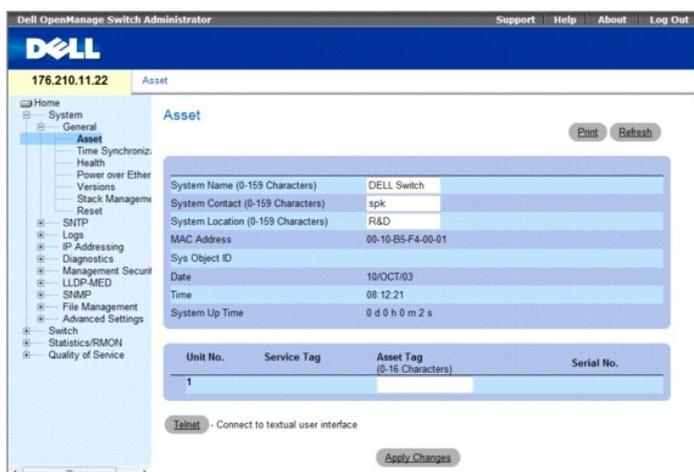 Dell OpenManage Switch Administrator Support Help About Log Out
DELL
176.210.11.22 Asset
Home
System
General
Asset
Time Synchroniz
Health
Power over Ether
Versions
Stack Manageme
Reset
SNTP
Logs
IP Addressing
Diagnostics
Management Securit
LLDP-MED
SNMP
File Management
Advanced Settings
Switch
Statistics/RMON
Quality of Service
Asset
Print Refresh
System Name (0-159 Characters) DELL Switch
System Contact (0-159 Characters) spk
System Location (0-159 Characters) R&D
MAC Address 00-10-B5-F4-00-01
Sys Object ID
Date 10/OCT/03
Time 08:12:21
System Up Time 0 d 0 h 0 m 2 s
Unit No. Service Tag Asset Tag Serial No.
(0-16 Characters)
1
Telnet - Connect to textual user interface
Apply Changes